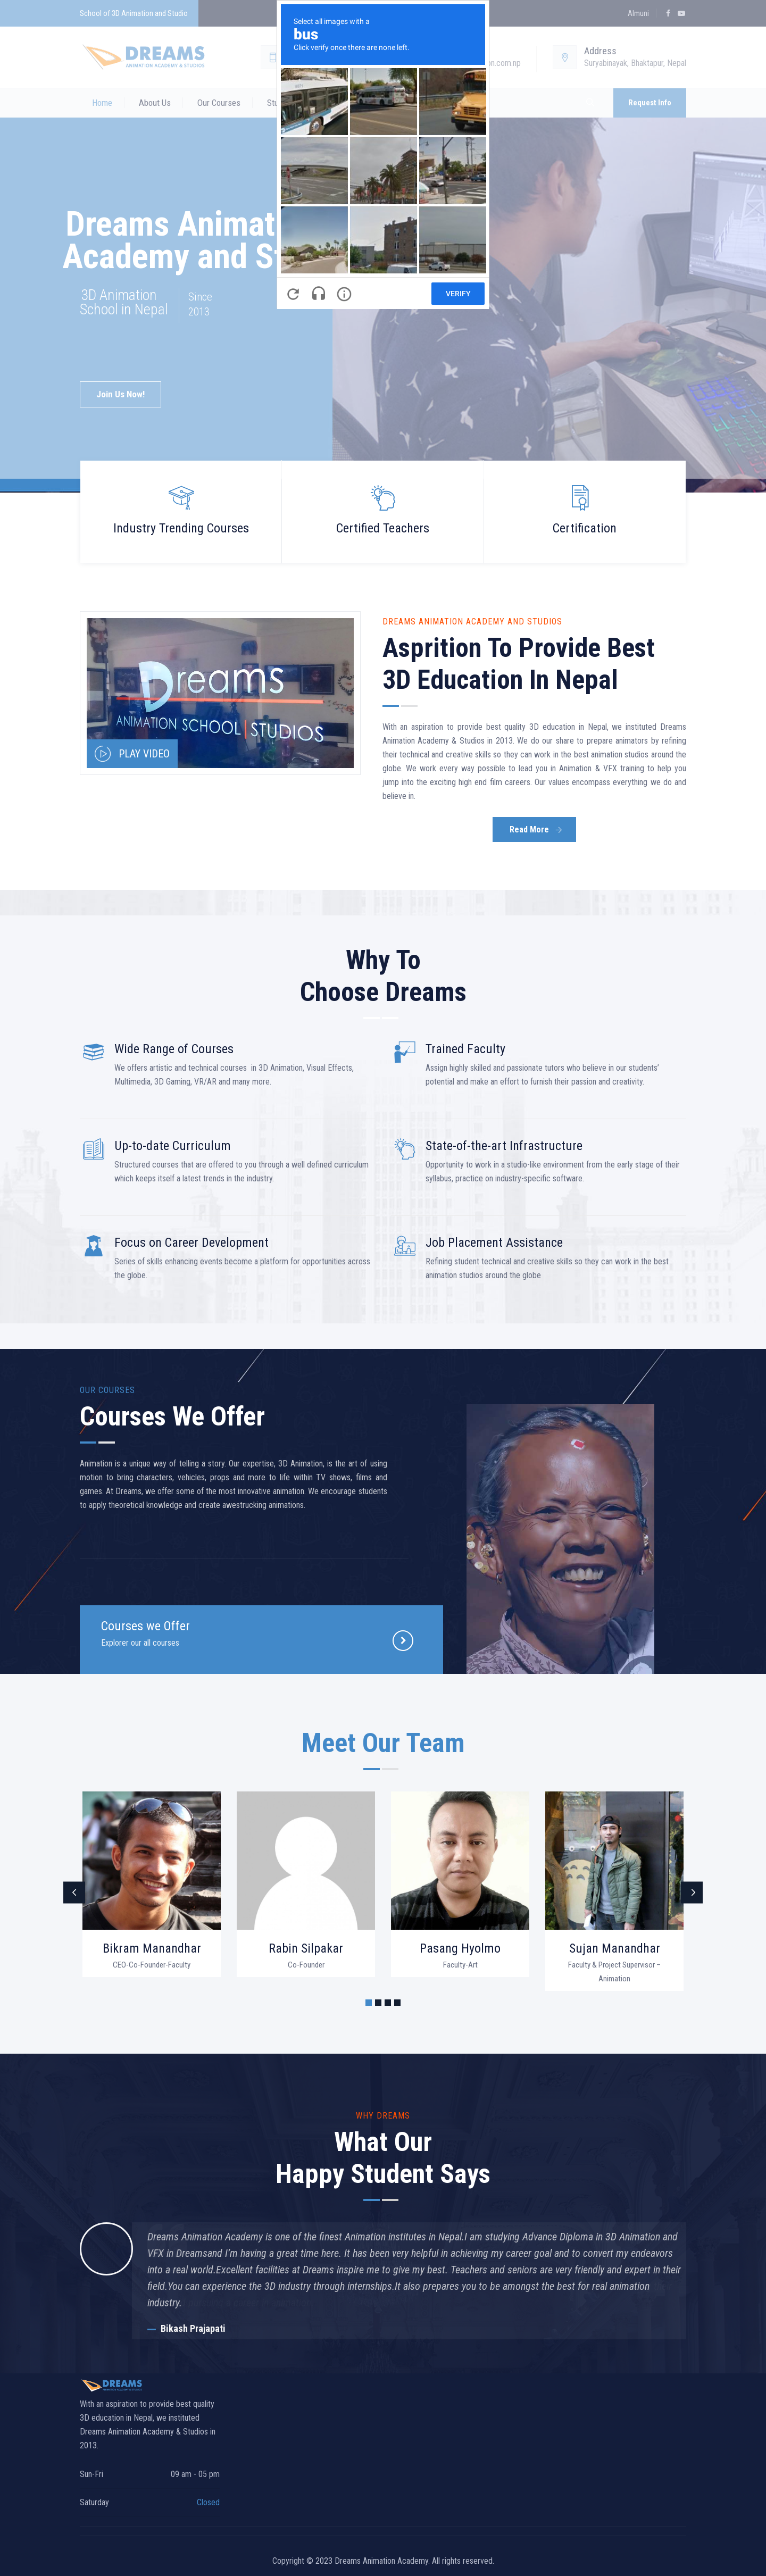 School of 3D Animation and Studio
Almuni
Select all images with a
bus
Click verify once there are none left.
VERIFY
DREAMS
ANIMATION ACADEMY & STUDIOS
n.com.np
Address
Suryabinayak, Bhaktapur, Nepal
Home
About Us
Our Courses
Stu
Request Info
Dreams Animat
Academy and St
3D Animation
School in Nepal
Since
2013
Join Us Now!
Industry Trending Courses
Certified Teachers
Certification
Dreams
ANIMATION SCHOOL | STUDIOS
PLAY VIDEO
DREAMS ANIMATION ACADEMY AND STUDIOS
Asprition To Provide Best
3D Education In Nepal
With an aspiration to provide best quality 3D education in Nepal, we instituted Dreams
Animation Academy & Studios in 2013. We do our share to prepare animators by refining
their technical and creative skills so they can work in the best animation studios around the
globe. We work every way possible to lead you in Animation & VFX training to help you
jump into the exciting high end film careers. Our values encompass everything we do and
believe in.
Read More
Why To
Choose Dreams
Wide Range of Courses
We offers artistic and technical courses in 3D Animation, Visual Effects,
Multimedia, 3D Gaming, VR/AR and many more.
Trained Faculty
Assign highly skilled and passionate tutors who believe in our students'
potential and make an effort to furnish their passion and creativity.
Up-to-date Curriculum
Structured courses that are offered to you through a well defined curriculum
which keeps itself a latest trends in the industry.
State-of-the-art Infrastructure
Opportunity to work in a studio-like environment from the early stage of their
syllabus, practice on industry-specific software.
Focus on Career Development
Series of skills enhancing events become a platform for opportunities across
the globe.
Job Placement Assistance
Refining student technical and creative skills so they can work in the best
animation studios around the globe
OUR COURSES
Courses We Offer
Animation is a unique way of telling a story. Our expertise, 3D Animation, is the art of using
motion to bring characters, vehicles, props and more to life within TV shows, films and
games. At Dreams, we offer some of the most innovative animation. We encourage students
to apply theoretical knowledge and create awestrucking animations.
Courses we Offer
Explorer our all courses
Meet Our Team
Bikram Manandhar
CEO-Co-Founder-Faculty
Rabin Silpakar
Co-Founder
Pasang Hyolmo
Faculty-Art
Sujan Manandhar
Faculty & Project Supervisor –
Animation
WHY DREAMS
What Our
Happy Student Says
Dreams Animation Academy is one of the finest Animation institutes in Nepal.I am studying Advance Diploma in 3D Animation and
VFX in Dreamsand I'm having a great time here. It has been very helpful in achieving my career goal and to convert my endeavors
into a real world.Excellent facilities at Dreams inspire me to give my best. Teachers and seniors are very friendly and expert in their
field.You can experience the 3D industry through internships.It also prepares you to be amongst the best for real animation
industry.
Bikash Prajapati
DREAMS
With an aspiration to provide best quality
3D education in Nepal, we instituted
Dreams Animation Academy & Studios in
2013.
Sun-Fri
09 am - 05 pm
Saturday
Closed
Copyright © 2023 Dreams Animation Academy. All rights reserved.